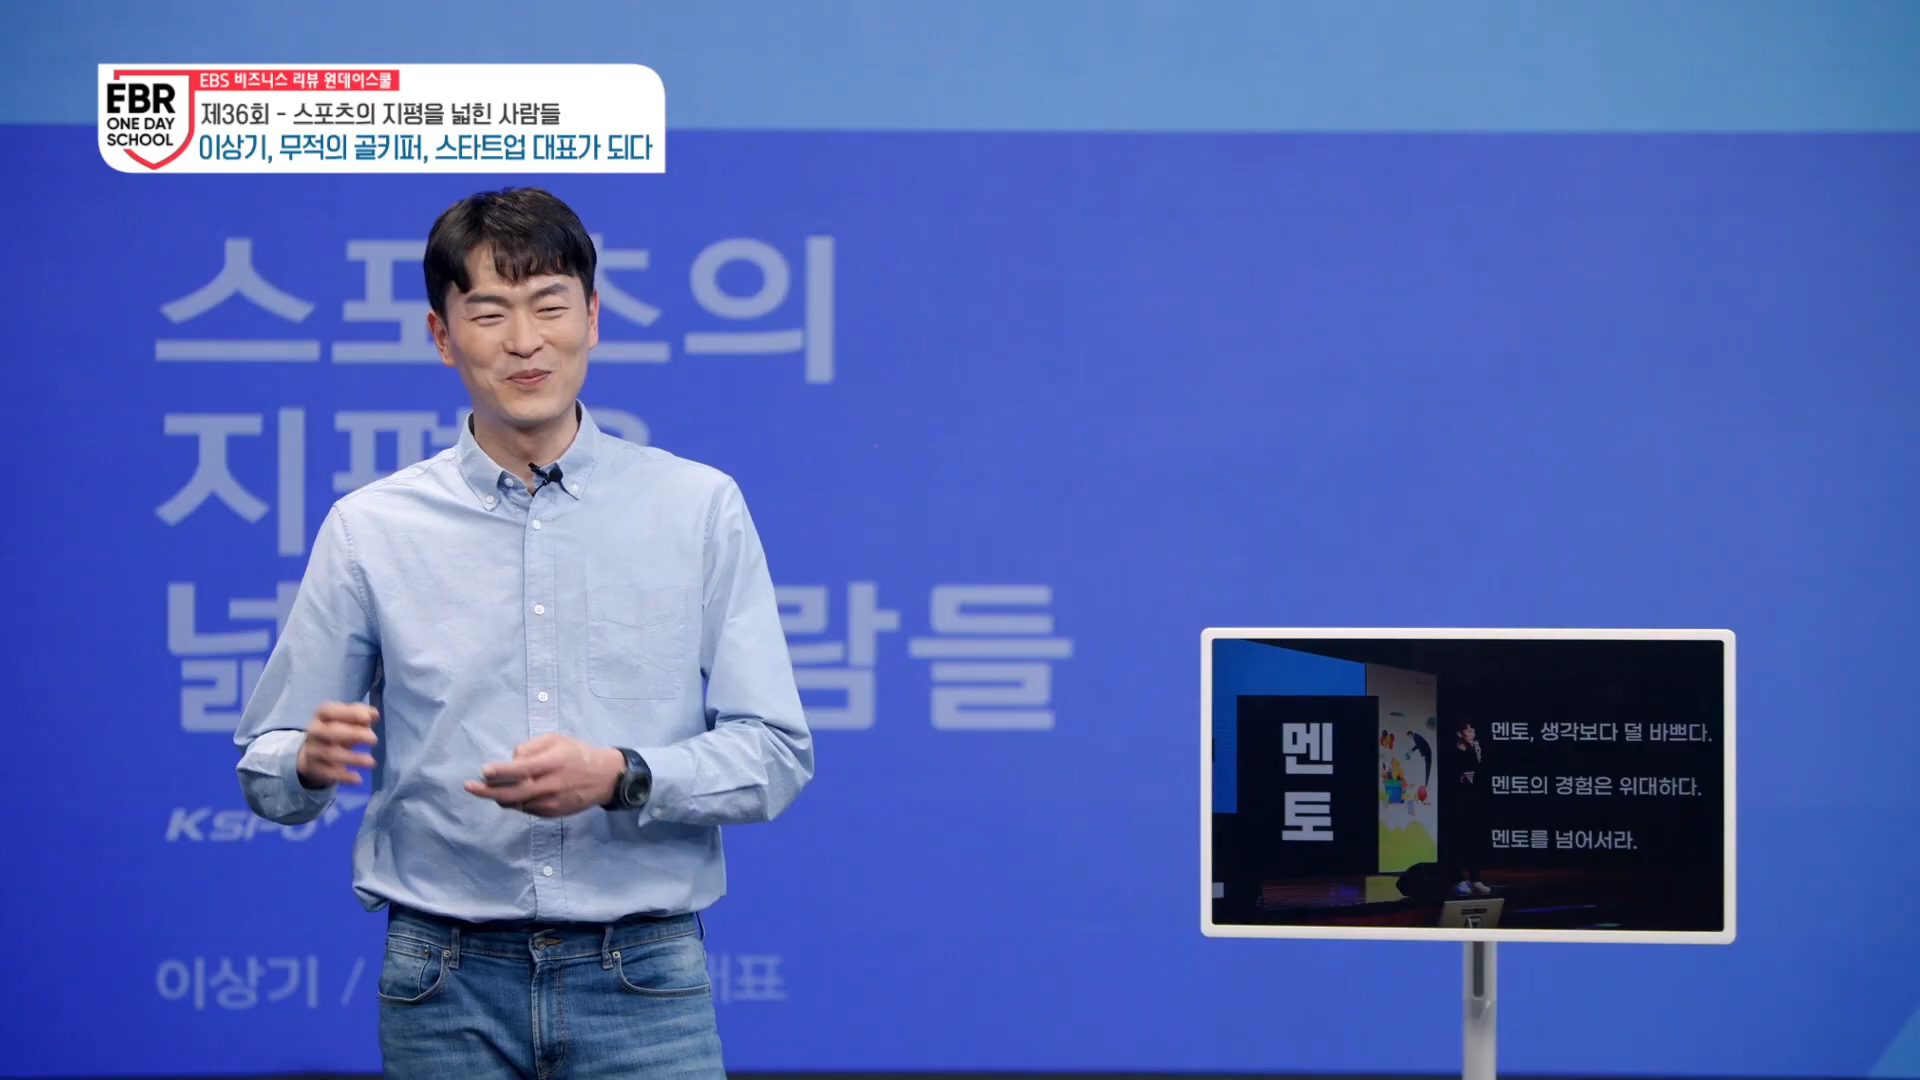 EBR
ONE DAY
SCHOOL
EBS 비즈니스 리뷰 원데이스쿨
제36회 - 스포츠의 지평을 넓힌 사람들
이상기, 무적의 골키퍼, 스타트업 대표가 되다
스포츠의
지평을
넓 람들
KSPO
이상기 / 대표
멘토
멘토, 생각보다 덜 바쁘다.
멘토의 경험은 위대하다.
멘토를 넘어서라.